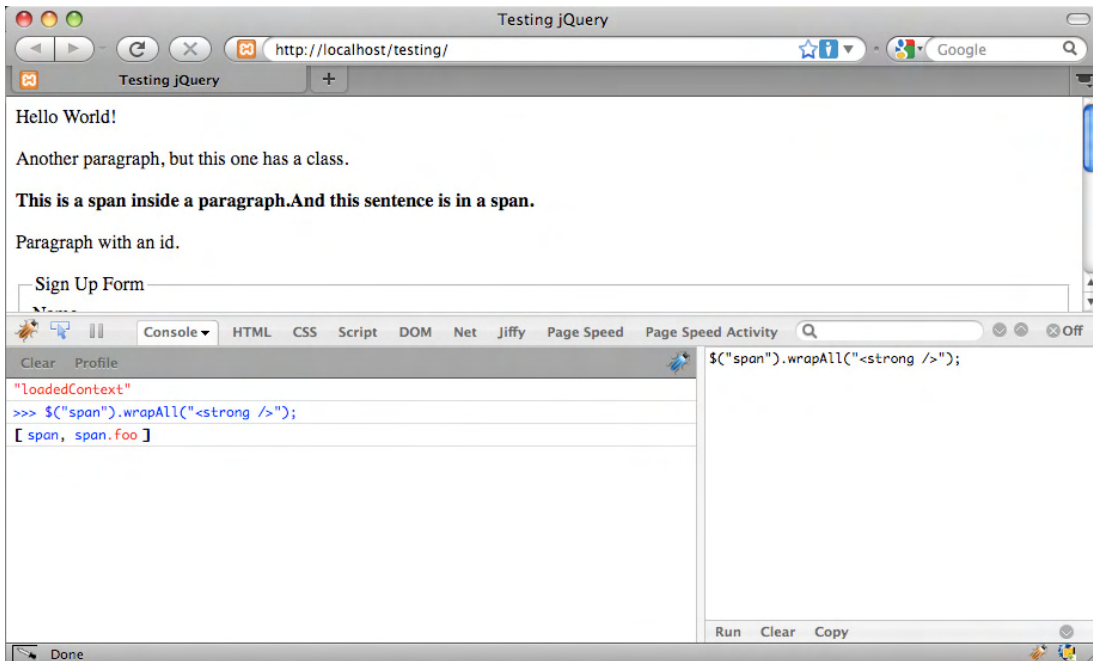 Testing jQuery
http://localhost/testing/
Google
Testing jQuery
Hello World!
Another paragraph, but this one has a class.
This is a span inside a paragraph.And this sentence is in a span.
Paragraph with an id.
Sign Up Form
Console HTML CSS Script DOM Net Jiffy Page Speed Page Speed Activity Off
Clear Profile
"loadedContext"
>>> $("span").wrapAll("<strong />");
[ span, span.foo ]
$("span").wrapAll("<strong />");
Run Clear Copy
Done